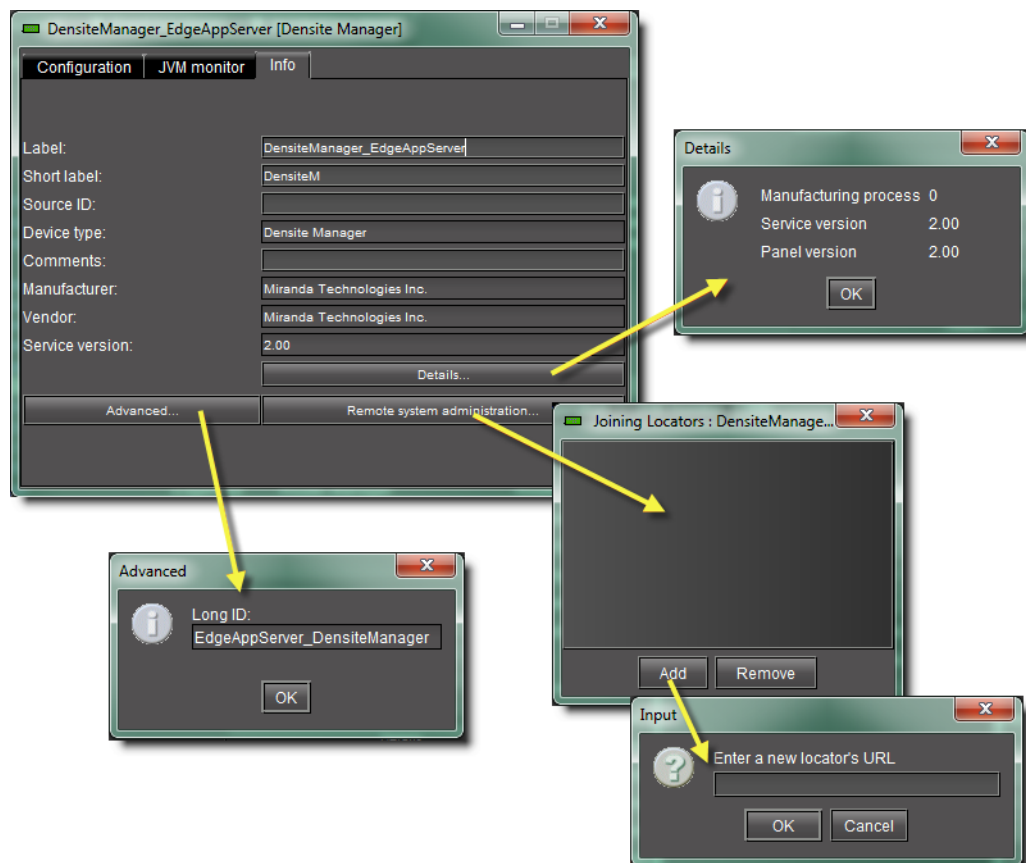 DensiteManager_EdgeAppServer [Densite Manager]
Configuration JVM monitor Info
Label: DensiteManager_EdgeAppServer
Short label: DensiteM
Source ID:
Device type: Densite Manager
Comments:
Manufacturer: Miranda Technologies Inc.
Vendor: Miranda Technologies Inc.
Service version: 2.00
Details...
Advanced... Remote system administration...
Details
Manufacturing process 0
Service version 2.00
Panel version 2.00
OK
Joining Locators : DensiteManage...
Add Remove
Advanced
Long ID:
EdgeAppServer_DensiteManager
OK
Input
Enter a new locator's URL
OK Cancel